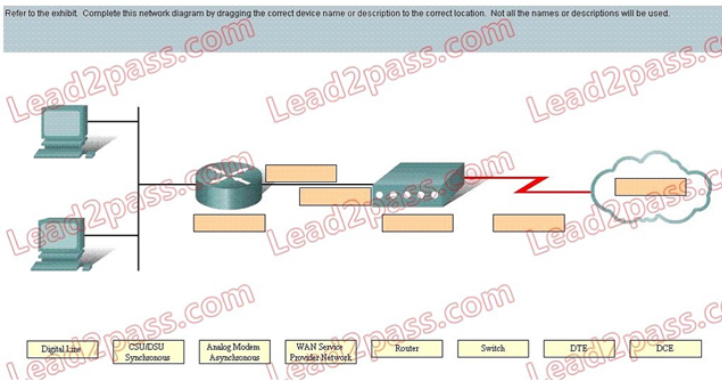 Refer to the exhibit. Complete this network diagram by dragging the correct device name or description to the correct location. Not all the names or descriptions will be used.
Lead2pass.com Lead2pass.com Lead2pass.com
Lead2pass.com Lead2pass.com Lead2pass.com
Lead2pass.com Lead2pass.com Lead2pass.com
Digital Line
CSU/DSU
Synchronous
Analog Modem
Asynchronous
WAN Service
Provider Network
Router
Switch
DTE
DCE